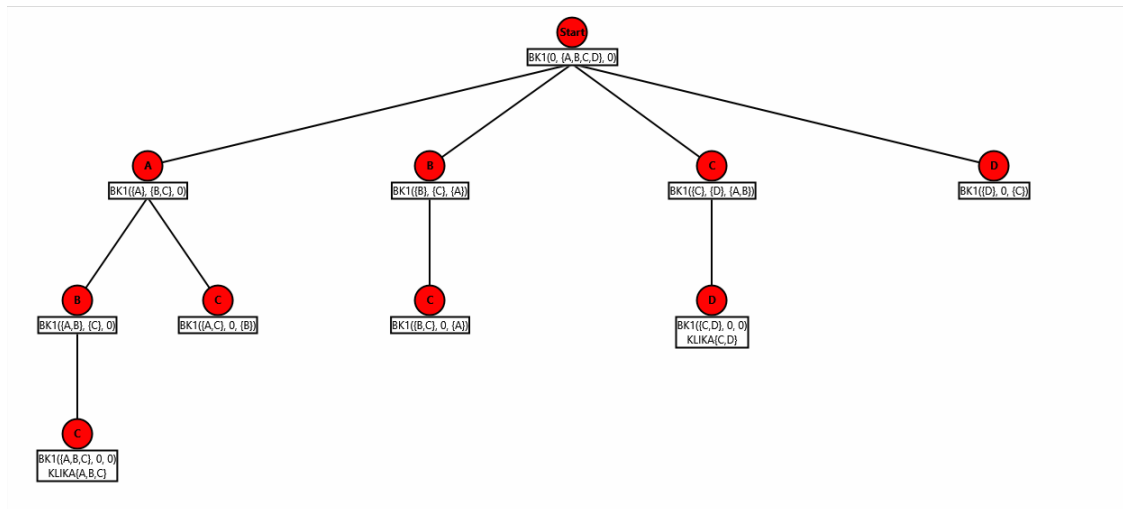 Start
BK1(0, {A,B,C,D}, 0)
A
BK1({A}, {B,C}, 0)
B
BK1({B}, {C}, {A})
C
BK1({C}, {D}, {A,B})
D
BK1({D}, 0, {C})
B
BK1({A,B}, {C}, 0)
C
BK1({A,C}, 0, {B})
C
BK1({B,C}, 0, {A})
D
BK1({C,D}, 0, 0)
KLIKA{C,D}
C
BK1({A,B,C}, 0, 0)
KLIKA{A,B,C}